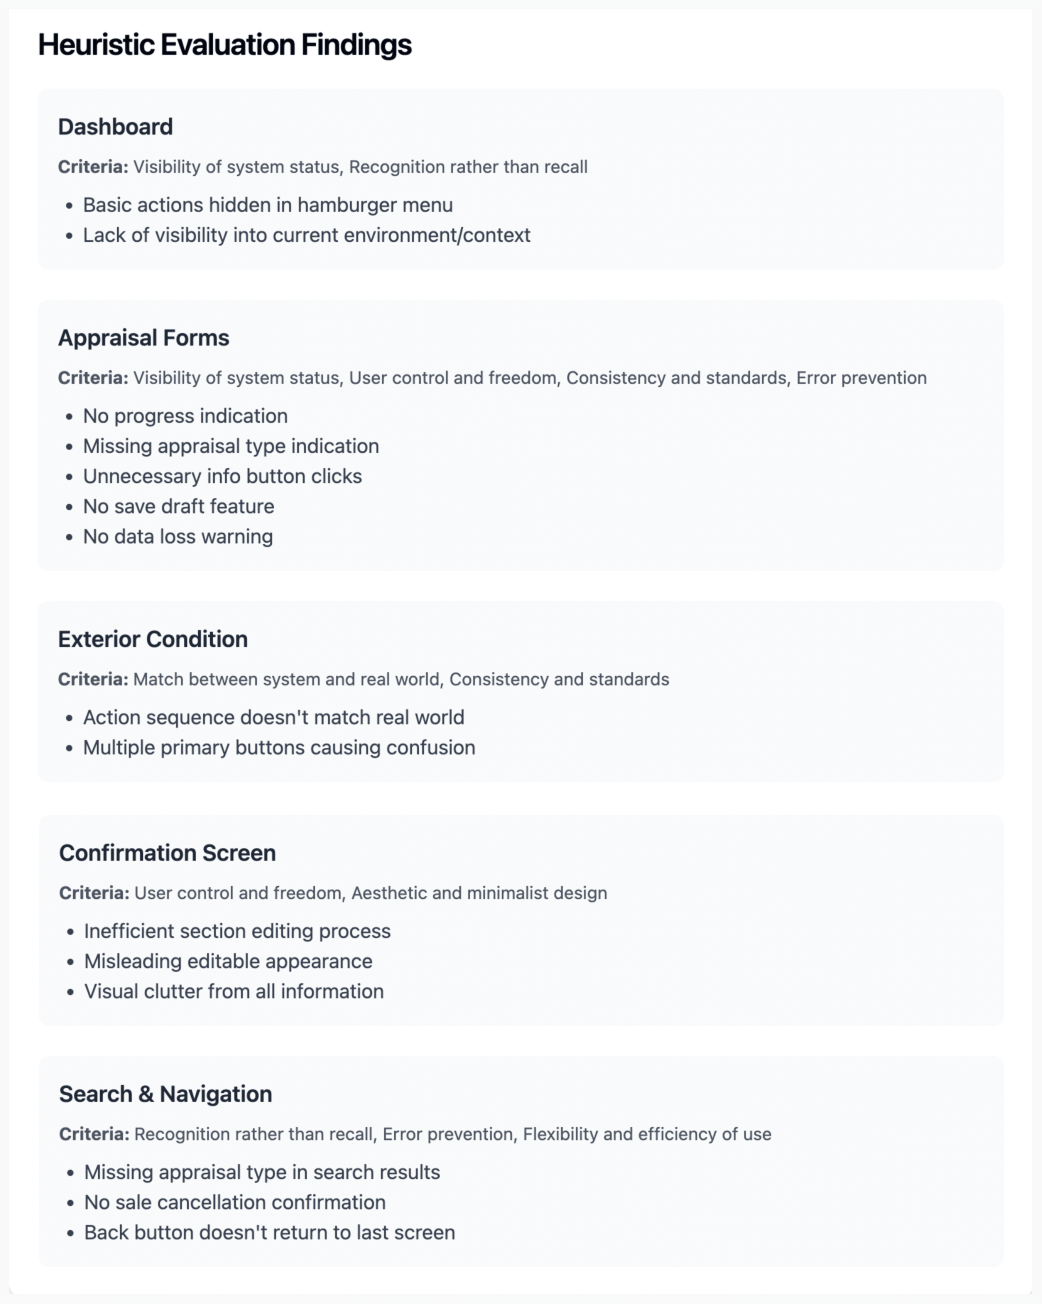 Heuristic Evaluation Findings
Dashboard
Criteria: Visibility of system status, Recognition rather than recall
• Basic actions hidden in hamburger menu
• Lack of visibility into current environment/context
Appraisal Forms
Criteria: Visibility of system status, User control and freedom, Consistency and standards, Error prevention
• No progress indication
• Missing appraisal type indication
• Unnecessary info button clicks
• No save draft feature
• No data loss warning
Exterior Condition
Criteria: Match between system and real world, Consistency and standards
• Action sequence doesn't match real world
• Multiple primary buttons causing confusion
Confirmation Screen
Criteria: User control and freedom, Aesthetic and minimalist design
• Inefficient section editing process
• Misleading editable appearance
• Visual clutter from all information
Search & Navigation
Criteria: Recognition rather than recall, Error prevention, Flexibility and efficiency of use
• Missing appraisal type in search results
• No sale cancellation confirmation
• Back button doesn't return to last screen